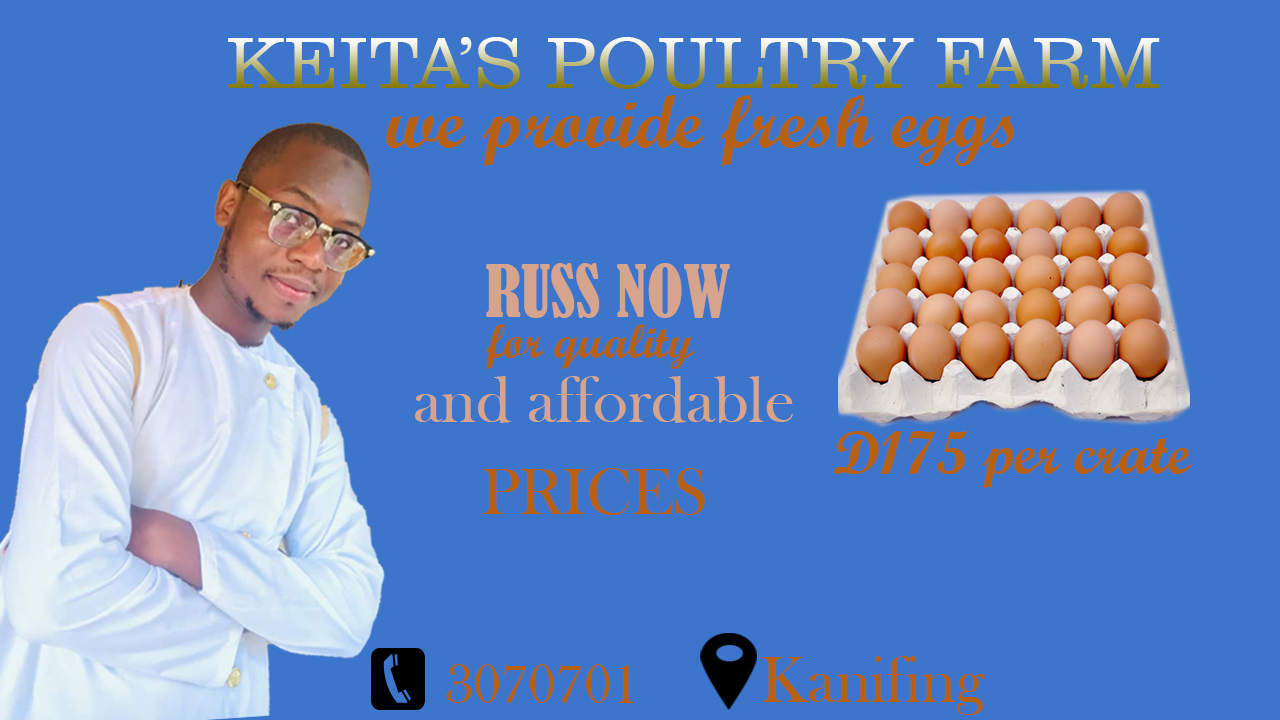 KEITA'S POULTRY FARM
we provide fresh eggs
RUSS NOW
for quality
and affordable
PRICES
D175 per crate
3070701
Kanifing